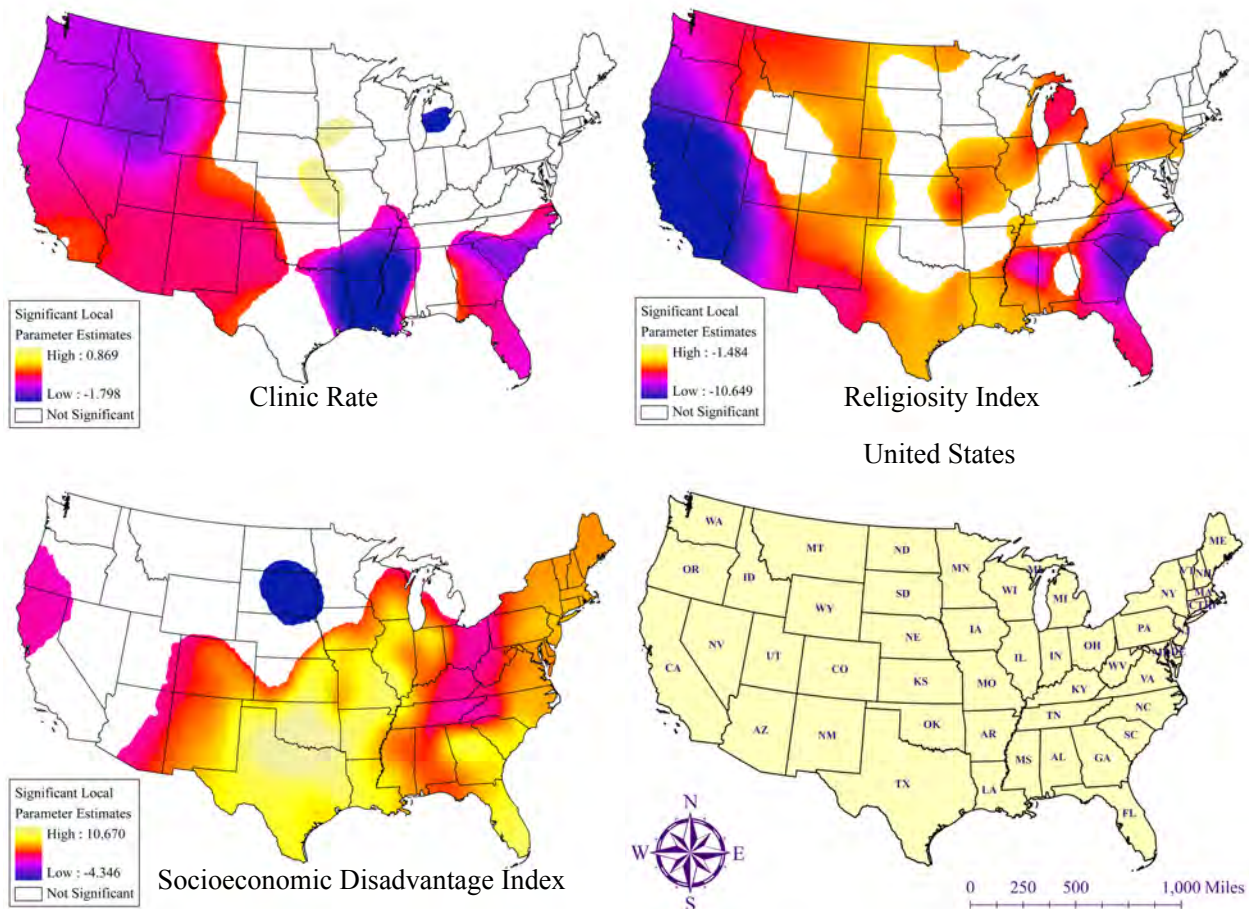 Significant Local
Parameter Estimates
High : 0.869
Low : -1.798
Not Significant
Clinic Rate
Significant Local
Parameter Estimates
High : -1.484
Low : -10.649
Not Significant
Religiosity Index
United States
Significant Local
Parameter Estimates
High : 10.670
Low : -4.346
Not Significant
Socioeconomic Disadvantage Index
WA
ME
MT
ND
OR
MN
ID
WI
MI
NY
SD
WY
MI
PA
NE
IA
NV
OH
UT
IL
IN
CA
CO
WV
VA
KS
MO
KY
NC
TN
OK
AZ
NM
AR
SC
MS
AL
GA
TX
LA
FL
N
W
E
S
0 250 500 1,000 Miles